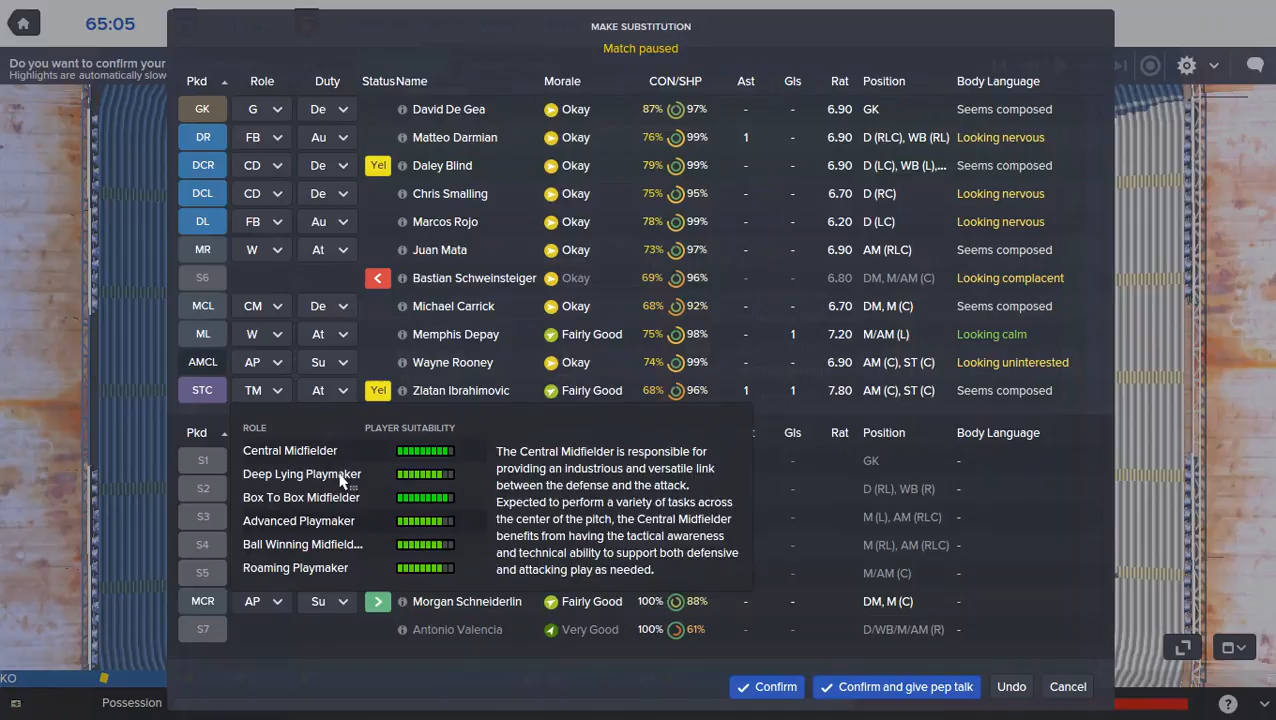 MAKE SUBSTITUTION
65:05
Match paused
Do you want to confirm your
Highlights are automatically slow
Pkd Role Duty Status Name Morale CON/SHP Ast Gls Rat Position Body Language
GK G De David De Gea Okay 87% 97% - - 6.90 GK Seems composed
DR FB Au Matteo Darmian Okay 76% 99% 1 - 6.90 D (RLC), WB (RL) Looking nervous
DCR CD De Yel Daley Blind Okay 79% 99% - - 6.90 D (LC), WB (L),... Seems composed
DCL CD De Chris Smalling Okay 75% 95% - - 6.70 D (RC) Looking nervous
DL FB Au Marcos Rojo Okay 78% 99% - - 6.20 D (LC) Looking nervous
MR W At Juan Mata Okay 73% 97% - - 6.90 AM (RLC) Seems composed
S6 Bastian Schweinsteiger Okay 69% 96% - - 6.80 DM, M/AM (C) Looking complacent
MCL CM De Michael Carrick Okay 68% 92% - - 6.70 DM, M (C) Seems composed
ML W At Memphis Depay Fairly Good 75% 98% - 1 7.20 M/AM (L) Looking calm
AMCL AP Su Wayne Rooney Okay 74% 99% - - 6.90 AM (C), ST (C) Looking uninterested
STC TM At Yel Zlatan Ibrahimovic Fairly Good 68% 96% 1 1 7.80 AM (C), ST (C) Seems composed
Pkd Gls Rat Position Body Language
ROLE PLAYER SUITABILITY
Central Midfielder
Deep Lying Playmaker
Box To Box Midfielder
Advanced Playmaker
Ball Winning Midfield...
Roaming Playmaker
The Central Midfielder is responsible for
providing an industrious and versatile link
between the defense and the attack.
Expected to perform a variety of tasks across
the center of the pitch, the Central Midfielder
benefits from having the tactical awareness
and technical ability to support both defensive
and attacking play as needed.
S1 - - GK -
S2 - - D (RL), WB (R) -
S3 - - M (L), AM (RLC) -
S4 - - M (RL), AM (RLC) -
S5 - - M/AM (C) -
MCR AP Su Morgan Schneiderlin Fairly Good 100% 88% - - - DM, M (C) -
S7 Antonio Valencia Very Good 100% 61% - - - D/WB/M/AM (R) -
KO
Confirm Confirm and give pep talk Undo Cancel
Possession
?